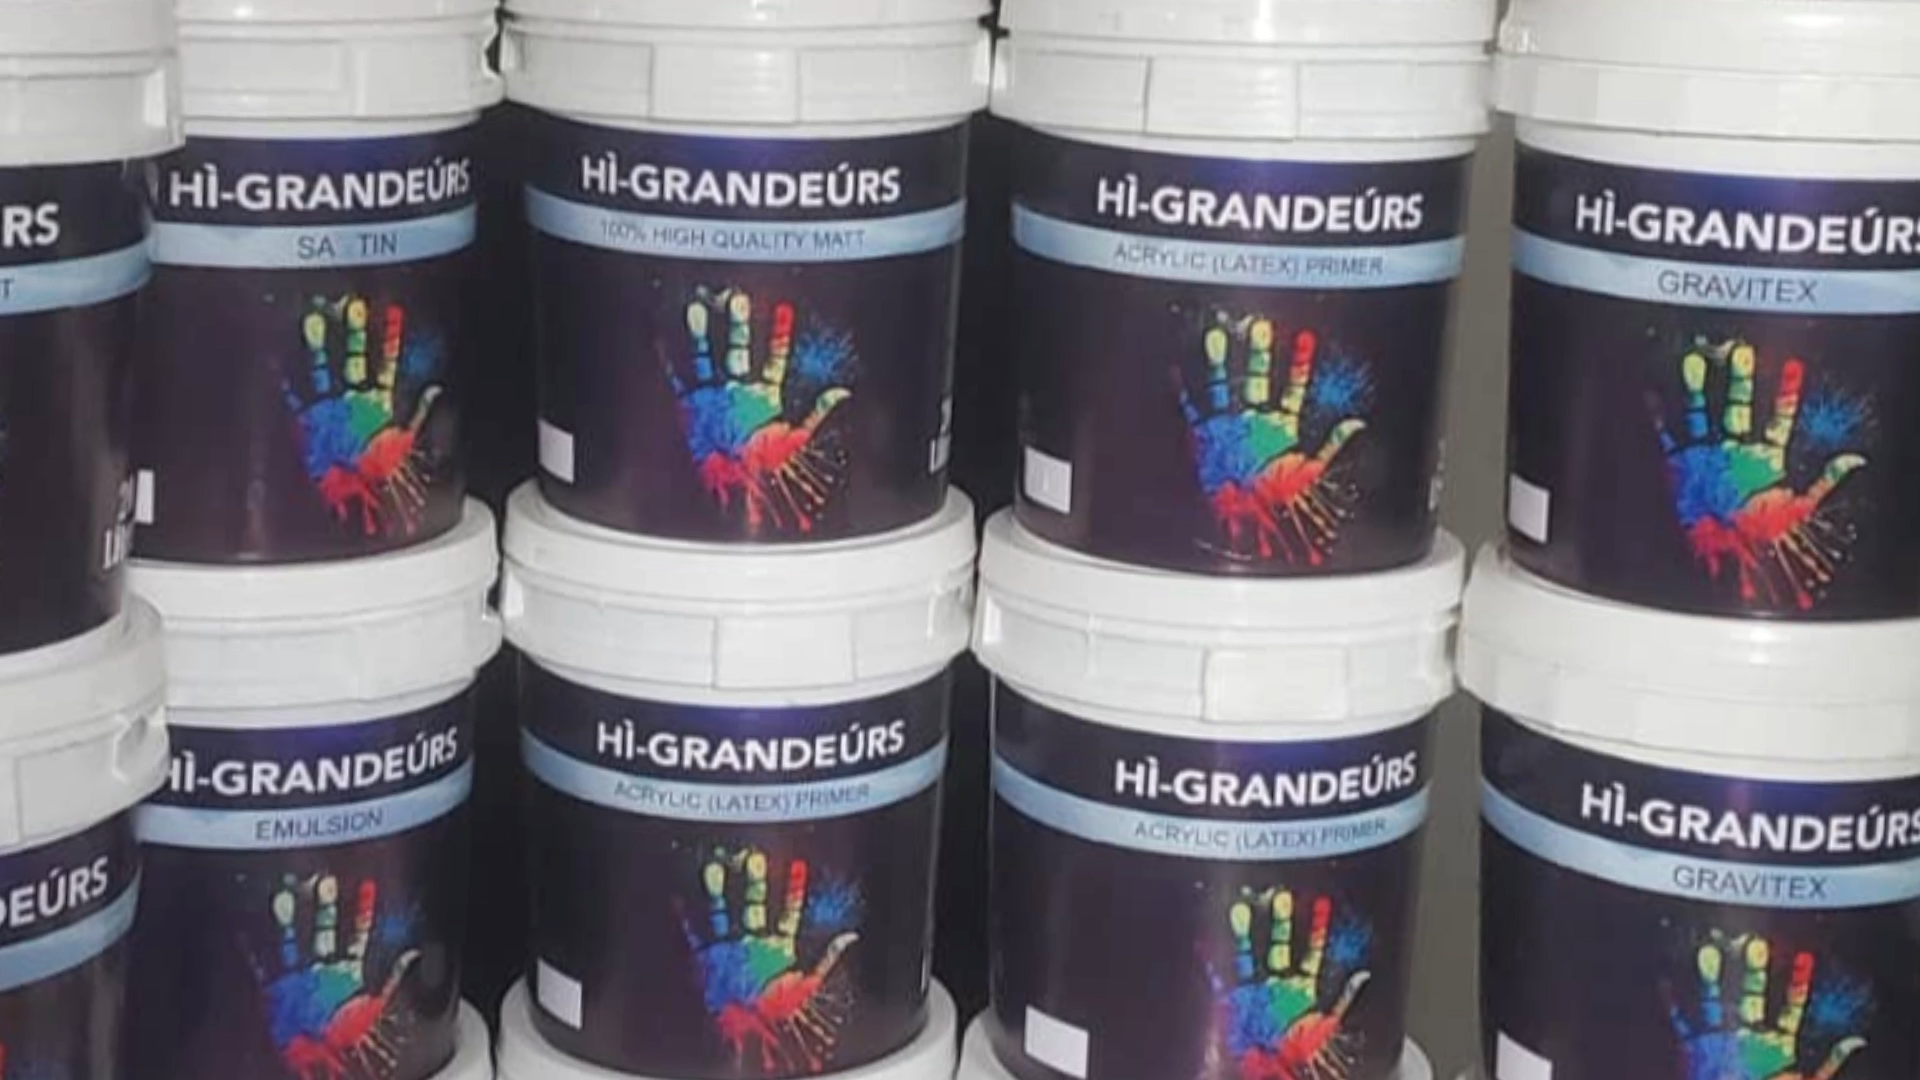 RS
T
HÌ-GRANDEÚRS
SA TIN
HÌ-GRANDEÚRS
100% HIGH QUALITY MATT
HÌ-GRANDEÚRS
ACRYLIC (LATEX) PRIMER
HÌ-GRANDEÚRS
GRAVITEX
DEÚRS
HÌ-GRANDEÚRS
EMULSION
HÌ-GRANDEÚRS
ACRYLIC (LATEX) PRIMER
HÌ-GRANDEÚRS
ACRYLIC (LATEX) PRIMER
HÌ-GRANDEÚRS
GRAVITEX